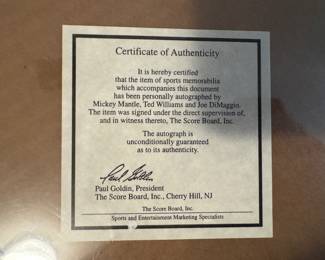 Certificate of Authenticity
It is hereby certified
that the item of sports memorabilia
which accompanies this document
has been personally autographed by
Mickey Mantle, Ted Williams and Joe DiMaggio.
The item was signed under the direct supervision of,
and in witness thereto, The Score Board, Inc.
The autograph is
unconditionally guaranteed
as to its authenticity.
Paul Goldin
Paul Goldin, President
The Score Board, Inc., Cherry Hill, NJ
The Score Board, Inc.
Sports and Entertainment Marketing Specialists